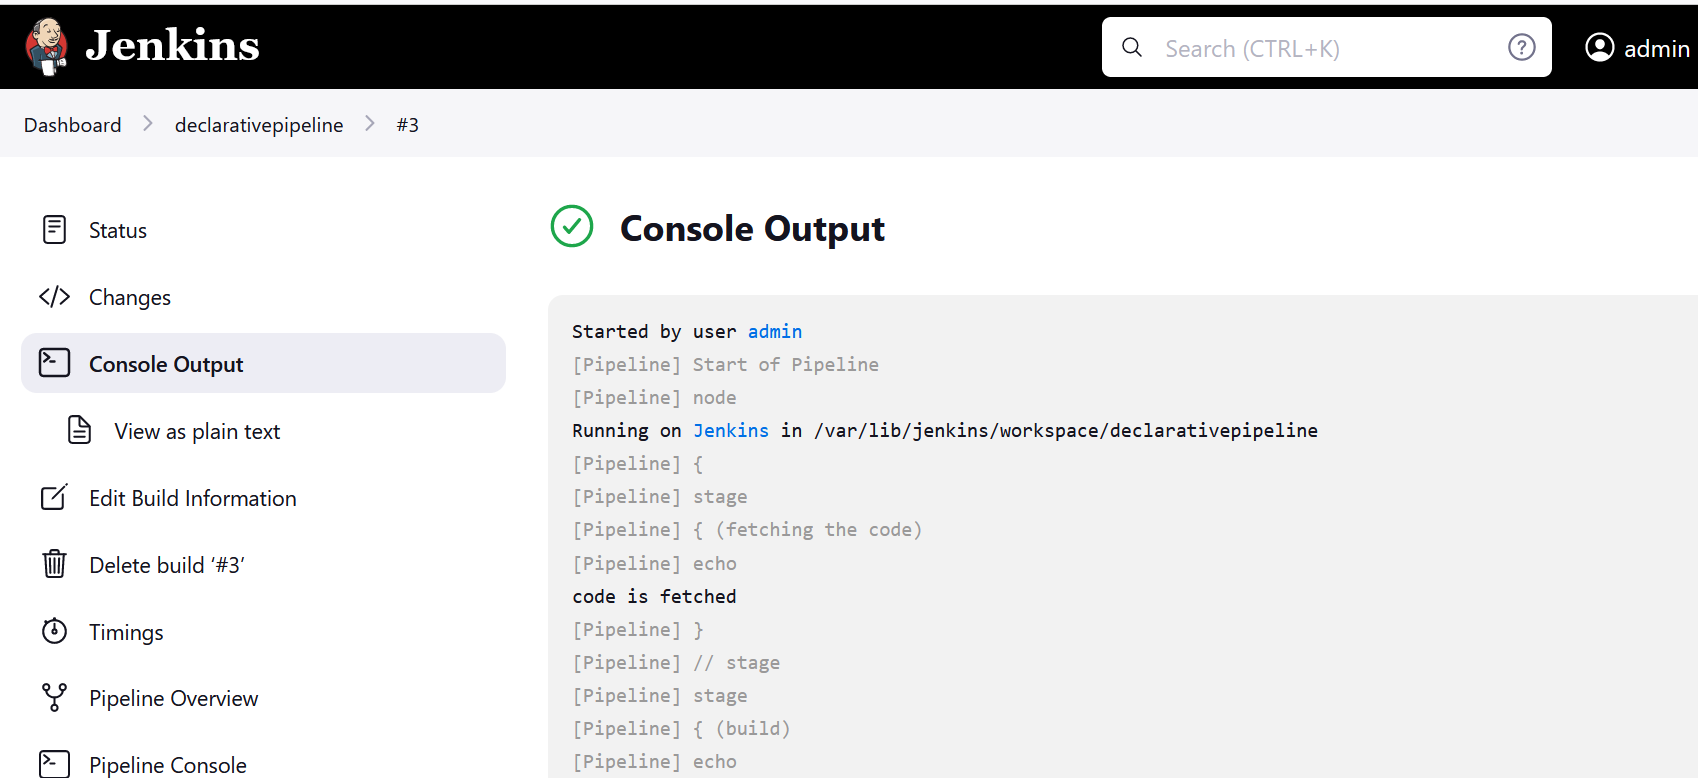 Jenkins
Search (CTRL+K)
admin
Dashboard
declarativepipeline
#3
Status
Changes
Console Output
View as plain text
Edit Build Information
Delete build ‘#3’
Timings
Pipeline Overview
Pipeline Console
Console Output
Started by user admin
[Pipeline] Start of Pipeline
[Pipeline] node
Running on Jenkins in /var/lib/jenkins/workspace/declarativepipeline
[Pipeline] {
[Pipeline] stage
[Pipeline] { (fetching the code)
[Pipeline] echo
code is fetched
[Pipeline] }
[Pipeline] // stage
[Pipeline] stage
[Pipeline] { (build)
[Pipeline] echo